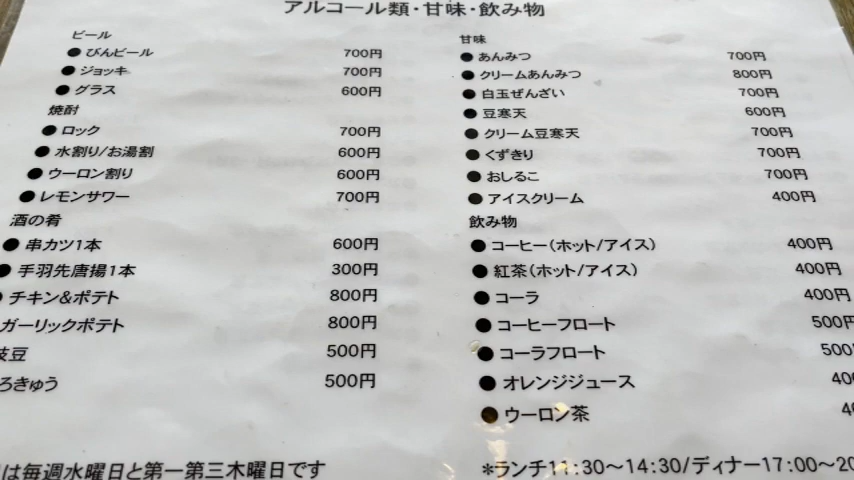 アルコール類・甘味・飲み物
ビール
●びんビール 700円
●ジョッキ 700円
●グラス 600円
焼酎
●ロック 700円
●水割り/お湯割 600円
●ウーロン割り 600円
●レモンサワー 700円
酒の肴
●串カツ1本 600円
●手羽先唐揚1本 300円
チキン&ポテト 800円
ガーリックポテト 800円
豆 500円
ろきゅう 500円
は毎週水曜日と第一第三木曜日です
甘味
●あんみつ 700円
●クリームあんみつ 800円
●白玉ぜんざい 700円
●豆寒天 600円
●クリーム豆寒天 700円
●くずきり 700円
●おしるこ 700円
●アイスクリーム 400円
飲み物
●コーヒー(ホット/アイス) 400円
●紅茶(ホット/アイス) 400円
●コーラ 400円
●コーヒーフロート 500円
●コーラフロート 500
●オレンジジュース 40
●ウーロン茶 4
*ランチ11:30〜14:30/ディナー17:00〜20